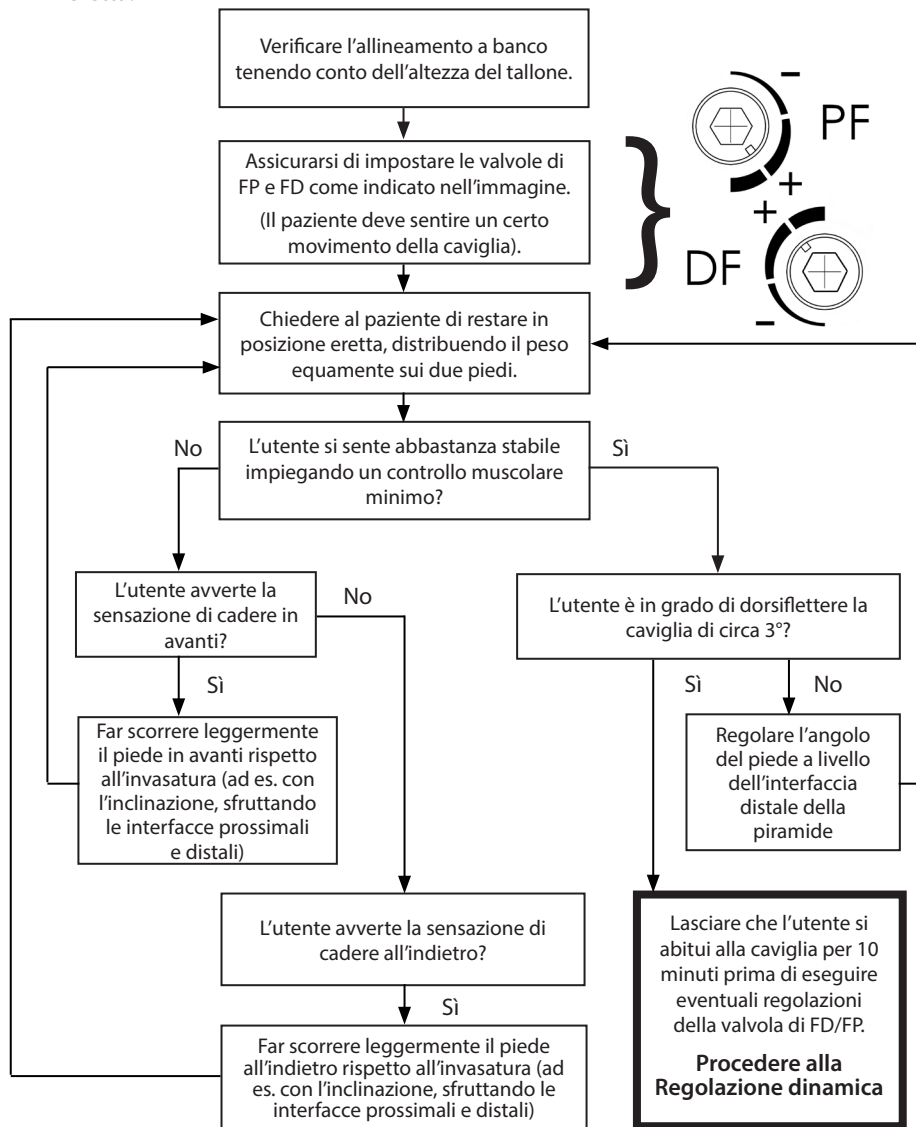 Verificare l'allineamento a banco
tenendo conto dell'altezza del tallone.
Assicurarsi di impostare le valvole di
FP e FD come indicato nell'immagine.
(Il paziente deve sentire un certo
movimento della caviglia).
-
PF
+
+
DF
-
Chiedere al paziente di restare in
posizione eretta, distribuendo il peso
equamente sui due piedi.
No
L'utente si sente abbastanza stabile
impiegando un controllo muscolare
minimo?
Sì
L'utente avverte la
sensazione di cadere in
avanti?
No
Sì
Far scorrere leggermente
il piede in avanti rispetto
all'invasatura (ad es. con
l'inclinazione, sfruttando
le interfacce prossimali
e distali)
L'utente avverte la sensazione di
cadere all'indietro?
Sì
Far scorrere leggermente il piede
all'indietro rispetto all'invasatura (ad
es. con l'inclinazione, sfruttando le
interfacce prossimali e distali)
L'utente è in grado di dorsiflettere la
caviglia di circa 3°?
Sì
No
Regolare l'angolo
del piede a livello
dell'interfaccia
distale della
piramide
Lasciare che l'utente si
abitui alla caviglia per 10
minuti prima di eseguire
eventuali regolazioni
della valvola di FD/FP.
Procedere alla
Regolazione dinamica